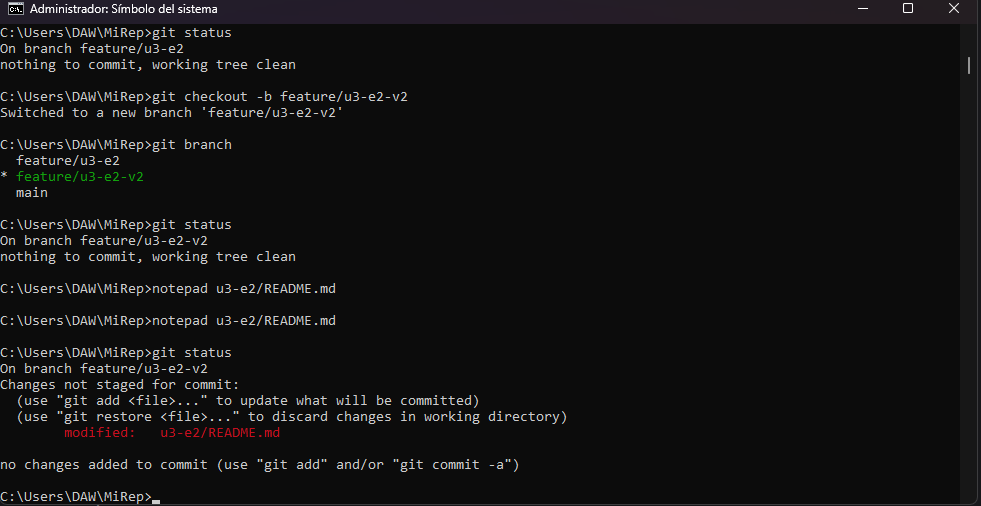 Administrador: Símbolo del sistema
C:\Users\DAW\MiRep>git status
On branch feature/u3-e2
nothing to commit, working tree clean
C:\Users\DAW\MiRep>git checkout -b feature/u3-e2-v2
Switched to a new branch 'feature/u3-e2-v2'
C:\Users\DAW\MiRep>git branch
  feature/u3-e2
* feature/u3-e2-v2
  main
C:\Users\DAW\MiRep>git status
On branch feature/u3-e2-v2
nothing to commit, working tree clean
C:\Users\DAW\MiRep>notepad u3-e2/README.md
C:\Users\DAW\MiRep>notepad u3-e2/README.md
C:\Users\DAW\MiRep>git status
On branch feature/u3-e2-v2
Changes not staged for commit:
  (use "git add <file>..." to update what will be committed)
  (use "git restore <file>..." to discard changes in working directory)
        modified:   u3-e2/README.md
no changes added to commit (use "git add" and/or "git commit -a")
C:\Users\DAW\MiRep>